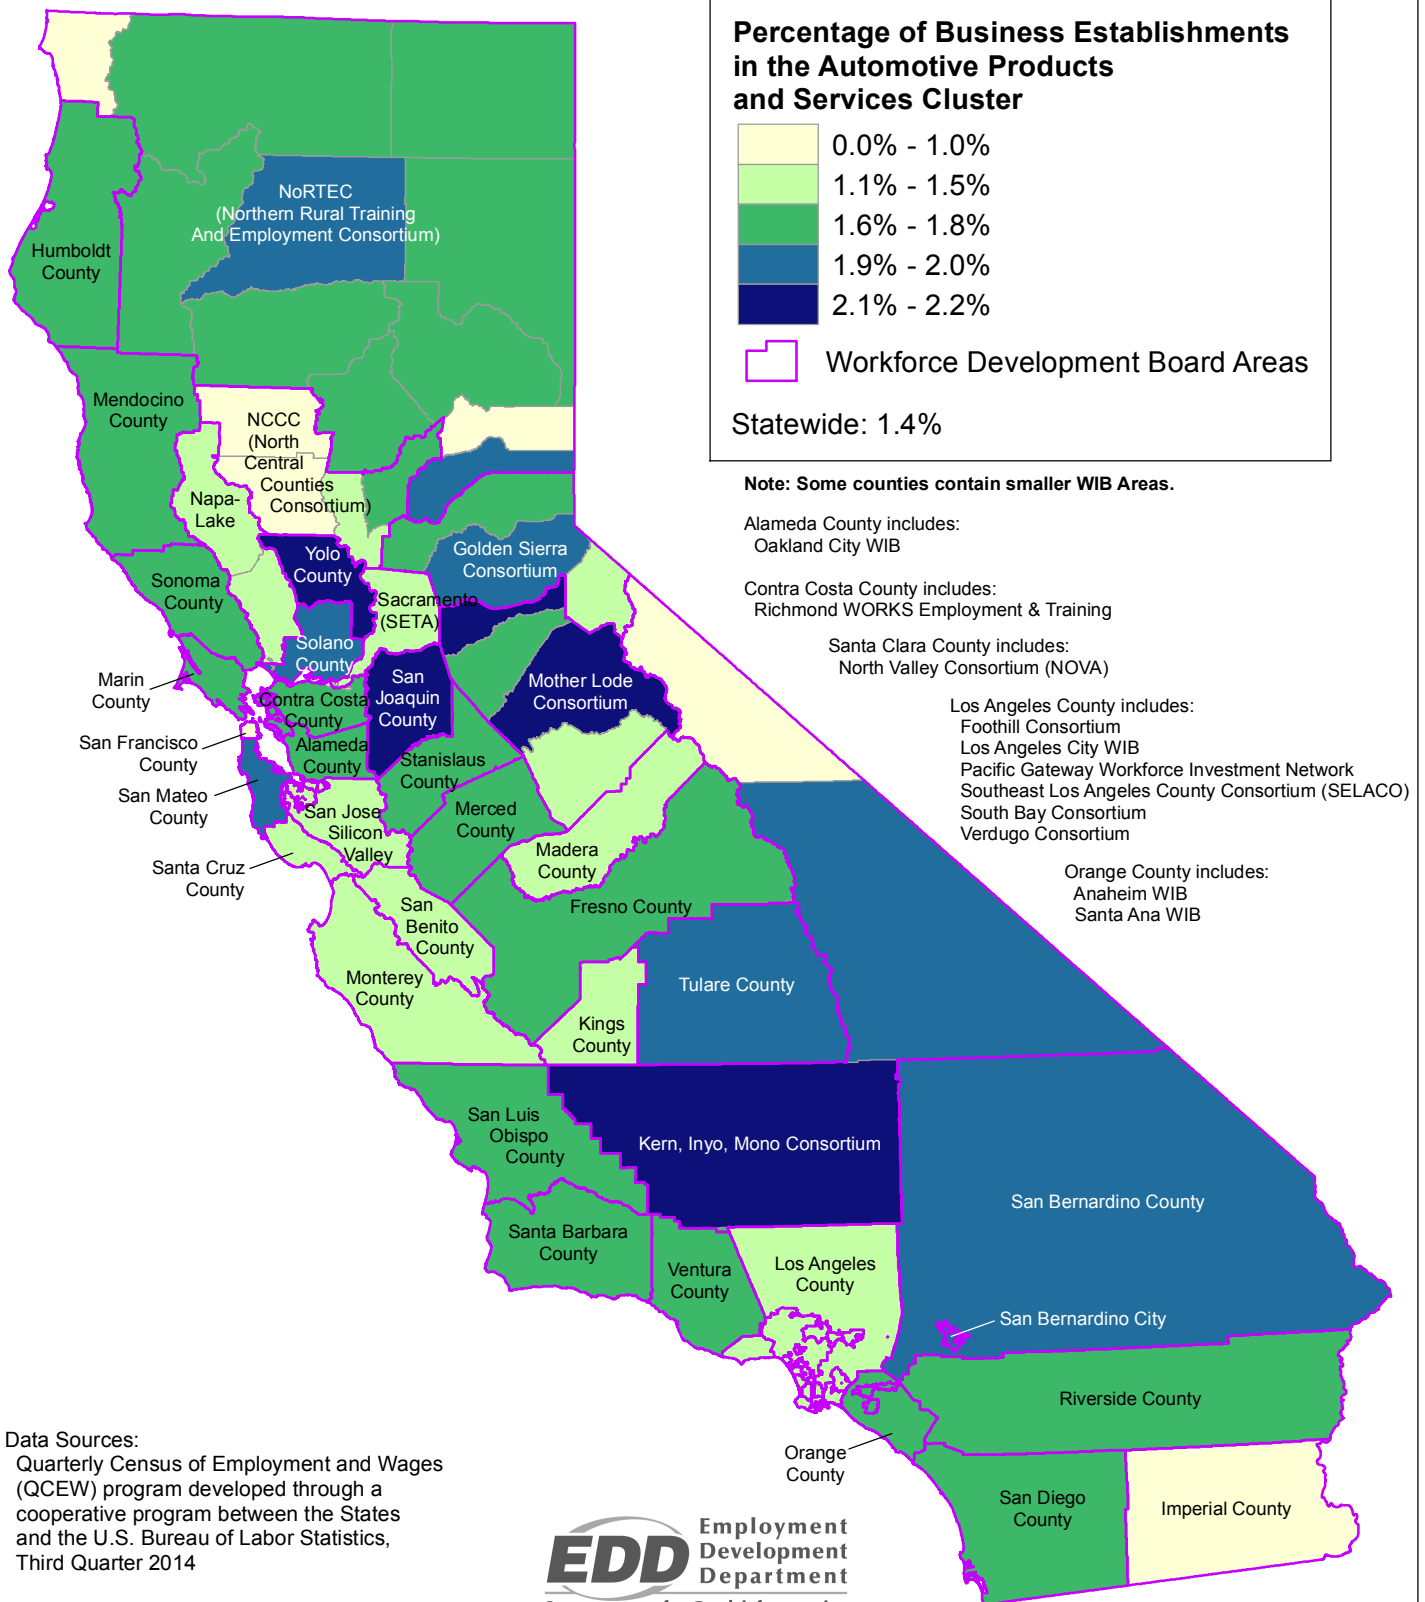 Percentage of Business Establishments
in the Automotive Products
and Services Cluster
0.0% - 1.0%
1.1% - 1.5%
1.6% - 1.8%
1.9% - 2.0%
2.1% - 2.2%
Workforce Development Board Areas
Statewide: 1.4%
Note: Some counties contain smaller WIB Areas.
Alameda County includes:
Oakland City WIB
Contra Costa County includes:
Richmond WORKS Employment & Training
Santa Clara County includes:
North Valley Consortium (NOVA)
Los Angeles County includes:
Foothill Consortium
Los Angeles City WIB
Pacific Gateway Workforce Investment Network
Southeast Los Angeles County Consortium (SELACO)
South Bay Consortium
Verdugo Consortium
Orange County includes:
Anaheim WIB
Santa Ana WIB
NoRTEC
(Northern Rural Training
And Employment Consortium)
Humboldt
County
Mendocino
County
NCCC
(North
Central
Counties
Consortium)
Napa-
Lake
Yolo
County
Golden Sierra
Consortium
Sonoma
County
Sacramento
(SETA)
Solano
County
Marin
County
San
Joaquin
County
Mother Lode
Consortium
Contra Costa
County
San Francisco
County
Alameda
County
Stanislaus
County
San Mateo
County
San Jose
Silicon
Valley
Merced
County
Santa Cruz
County
Madera
County
San
Benito
County
Fresno County
Monterey
County
Tulare County
Kings
County
San Luis
Obispo
County
Kern, Inyo, Mono Consortium
San Bernardino County
Santa Barbara
County
Ventura
County
Los Angeles
County
San Bernardino City
Riverside County
Orange
County
San Diego
County
Imperial County
Data Sources:
Quarterly Census of Employment and Wages
(QCEW) program developed through a
cooperative program between the States
and the U.S. Bureau of Labor Statistics,
Third Quarter 2014
EDD
Employment
Development
Department